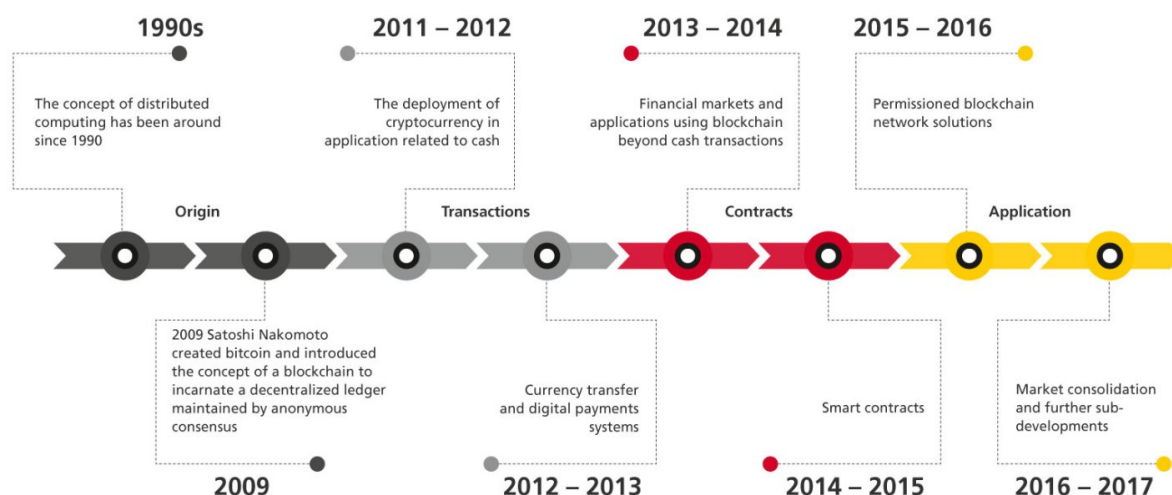 1990s
The concept of distributed
computing has been around
since 1990
2011 – 2012
The deployment of
cryptocurrency in
application related to cash
2013 – 2014
Financial markets and
applications using blockchain
beyond cash transactions
2015 – 2016
Permissioned blockchain
network solutions
Origin
Transactions
Contracts
Application
2009 Satoshi Nakomoto
created bitcoin and introduced
the concept of a blockchain to
incarnate a decentralized ledger
maintained by anonymous
consensus
2009
Currency transfer
and digital payments
systems
2012 – 2013
Smart contracts
2014 – 2015
Market consolidation
and further sub-
developments
2016 – 2017